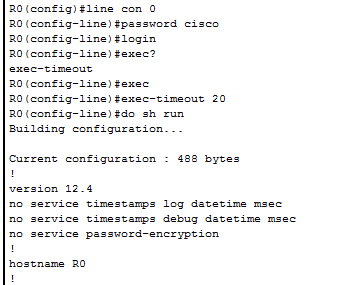 R0(config)#line con 0
R0(config-line)#password cisco
R0(config-line)#login
R0(config-line)#exec?
exec-timeout
R0(config-line)#exec
R0(config-line)#exec-timeout 20
R0(config-line)#do sh run
Building configuration...
Current configuration : 488 bytes
!
version 12.4
no service timestamps log datetime msec
no service timestamps debug datetime msec
no service password-encryption
!
hostname R0
!